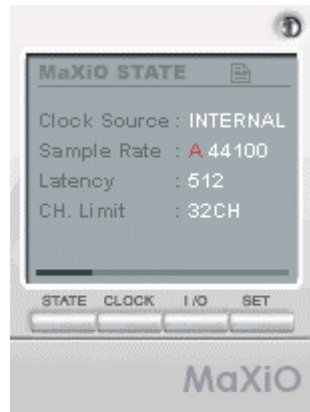 MaXiO STATE
Clock Source : INTERNAL
Sample Rate : A 44100
Latency : 512
CH. Limit : 32CH
STATE CLOCK I/O SET
MaXiO